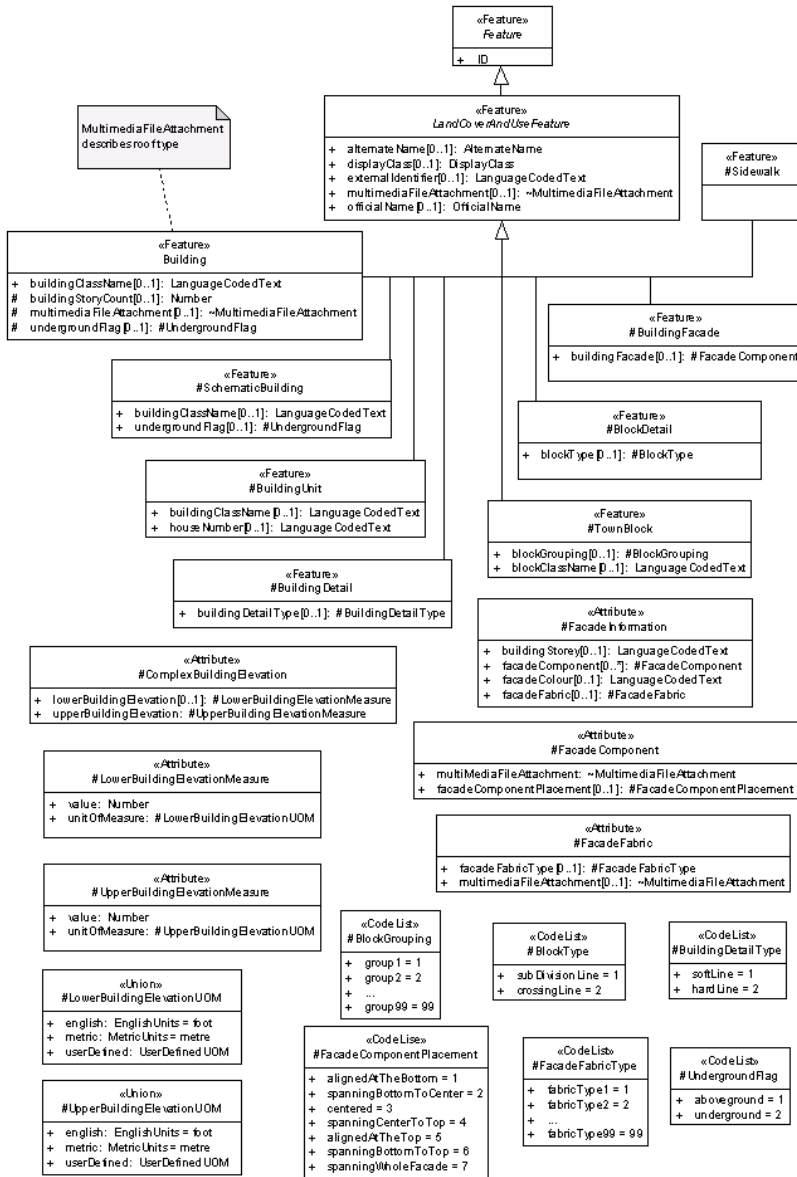 «Feature»
Feature
+ ID
«Feature»
LandCoverAndUseFeature
+ alternateName[0..1]: AlternateName
+ displayClass[0..1]: DisplayClass
+ externalIdentifier[0..1]: LanguageCodedText
+ multimediaFileAttachment[0..1]: ~MultimediaFileAttachment
+ officialName[0..1]: OfficialName
MultimediaFileAttachment
describes roof type
«Feature»
#Sidewalk
«Feature»
Building
+ buildingClassName[0..1]: LanguageCodedText
# buildingStoryCount[0..1]: Number
# multimediaFileAttachment[0..1]: ~MultimediaFileAttachment
# undergroundFlag[0..1]: #UndergroundFlag
«Feature»
#BuildingFacade
+ buildingFacade[0..1]: #FacadeComponent
«Feature»
#SchematicBuilding
+ buildingClassName[0..1]: LanguageCodedText
+ undergroundFlag[0..1]: #UndergroundFlag
«Feature»
#BlockDetail
+ blockType[0..1]: #BlockType
«Feature»
#BuildingUnit
+ buildingClassName[0..1]: LanguageCodedText
+ houseNumber[0..1]: LanguageCodedText
«Feature»
#TownBlock
+ blockGrouping[0..1]: #BlockGrouping
+ blockClassName[0..1]: LanguageCodedText
«Feature»
#BuildingDetail
+ buildingDetailType[0..1]: #BuildingDetailType
«Attribute»
#FacadeInformation
+ buildingStorey[0..1]: LanguageCodedText
+ facadeComponent[0..*]: #FacadeComponent
+ facadeColour[0..1]: LanguageCodedText
+ facadeFabric[0..1]: #FacadeFabric
«Attribute»
#ComplexBuildingElevation
+ lowerBuildingElevation[0..1]: #LowerBuildingElevationMeasure
+ upperBuildingElevation: #UpperBuildingElevationMeasure
«Attribute»
#FacadeComponent
+ multiMediaFileAttachment: ~MultimediaFileAttachment
+ facadeComponentPlacement[0..1]: #FacadeComponentPlacement
«Attribute»
#LowerBuildingElevationMeasure
+ value: Number
+ unitOfMeasure: #LowerBuildingElevationUOM
«Attribute»
#FacadeFabric
+ facadeFabricType[0..1]: #FacadeFabricType
+ multimediaFileAttachment[0..1]: ~MultimediaFileAttachment
«Attribute»
#UpperBuildingElevationMeasure
+ value: Number
+ unitOfMeasure: #UpperBuildingElevationUOM
«CodeList»
#BlockGrouping
+ group1 = 1
+ group2 = 2
+ ...
+ group99 = 99
«CodeList»
#BlockType
+ subDivisionLine = 1
+ crossingLine = 2
«CodeList»
#BuildingDetailType
+ softLine = 1
+ hardLine = 2
«Union»
#LowerBuildingElevationUOM
+ english: EnglishUnits = foot
+ metric: MetricUnits = metre
+ userDefined: UserDefinedUOM
«CodeLise»
#FacadeComponentPlacement
+ alignedAtTheBottom = 1
+ spanningBottomToCenter = 2
+ centered = 3
+ spanningCenterToTop = 4
+ alignedAtTheTop = 5
+ spanningBottomToTop = 6
+ spanningWholeFacade = 7
«CodeList»
#FacadeFabricType
+ fabricType1 = 1
+ fabricType2 = 2
+ ...
+ fabricType99 = 99
«CodeList»
#UndergroundFlag
+ aboveground = 1
+ underground = 2
«Union»
#UpperBuildingElevationUOM
+ english: EnglishUnits = foot
+ metric: MetricUnits = metre
+ userDefined: UserDefinedUOM